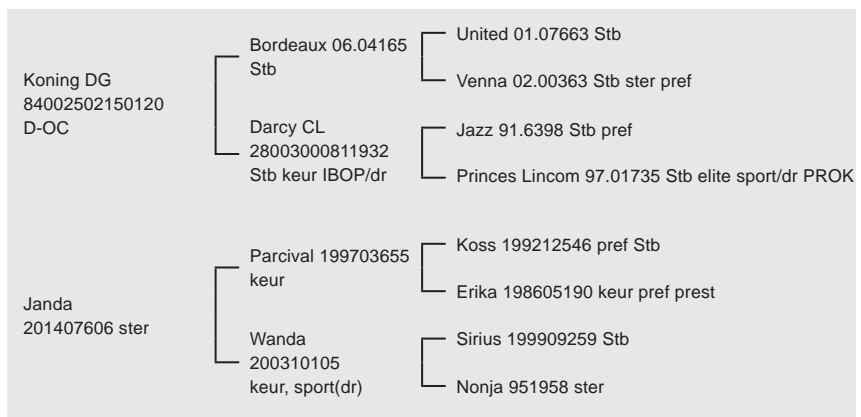 Koning DG
84002502150120
D-OC
Bordeaux 06.04165
Stb
United 01.07663 Stb
Venna 02.00363 Stb ster pref
Darcy CL
28003000811932
Stb keur IBOP/dr
Jazz 91.6398 Stb pref
Princes Lincom 97.01735 Stb elite sport/dr PROK
Janda
201407606 ster
Parcival 199703655
keur
Koss 199212546 pref Stb
Erika 198605190 keur pref prest
Wanda
200310105
keur, sport(dr)
Sirius 199909259 Stb
Nonja 951958 ster